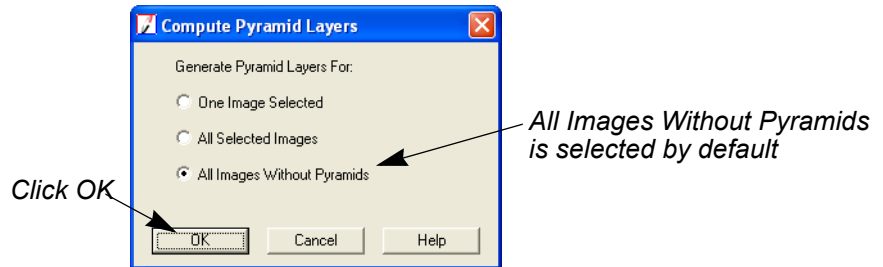 Compute Pyramid Layers
Generate Pyramid Layers For:
One Image Selected
All Selected Images
All Images Without Pyramids
All Images Without Pyramids
is selected by default
Click OK
OK Cancel Help